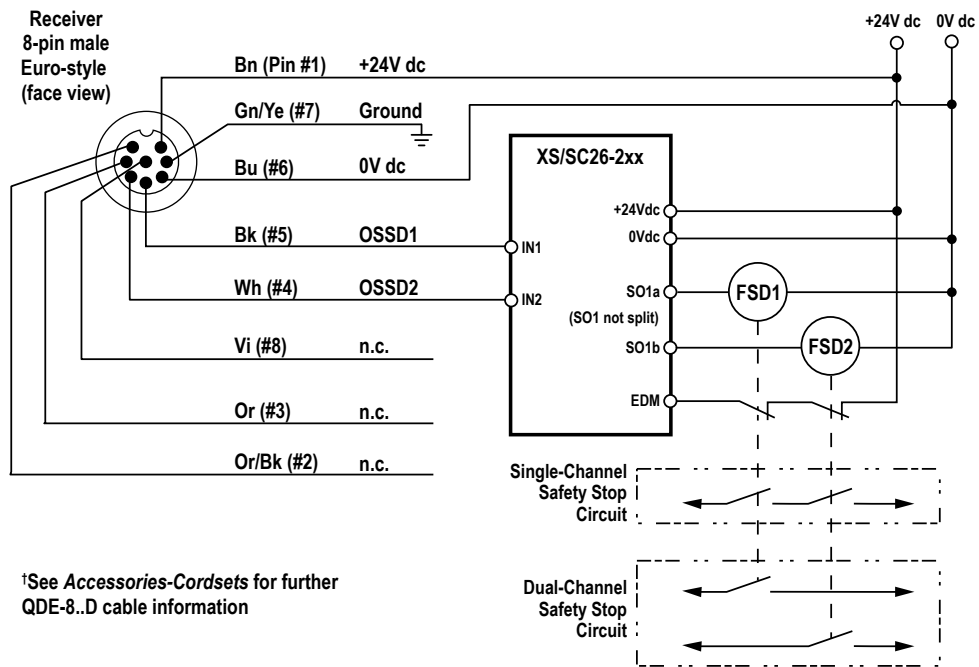 Receiver
8-pin male
Euro-style
(face view)
+24V dc 0V dc
Bn (Pin #1) +24V dc
Gn/Ye (#7) Ground
Bu (#6) 0V dc
Bk (#5) OSSD1
Wh (#4) OSSD2
Vi (#8) n.c.
Or (#3) n.c.
Or/Bk (#2) n.c.
XS/SC26-2xx
+24Vdc
0Vdc
IN1
IN2
SO1a
(SO1 not split)
SO1b
EDM
FSD1
FSD2
Single-Channel
Safety Stop
Circuit
Dual-Channel
Safety Stop
Circuit
†See Accessories-Cordsets for further
QDE-8..D cable information